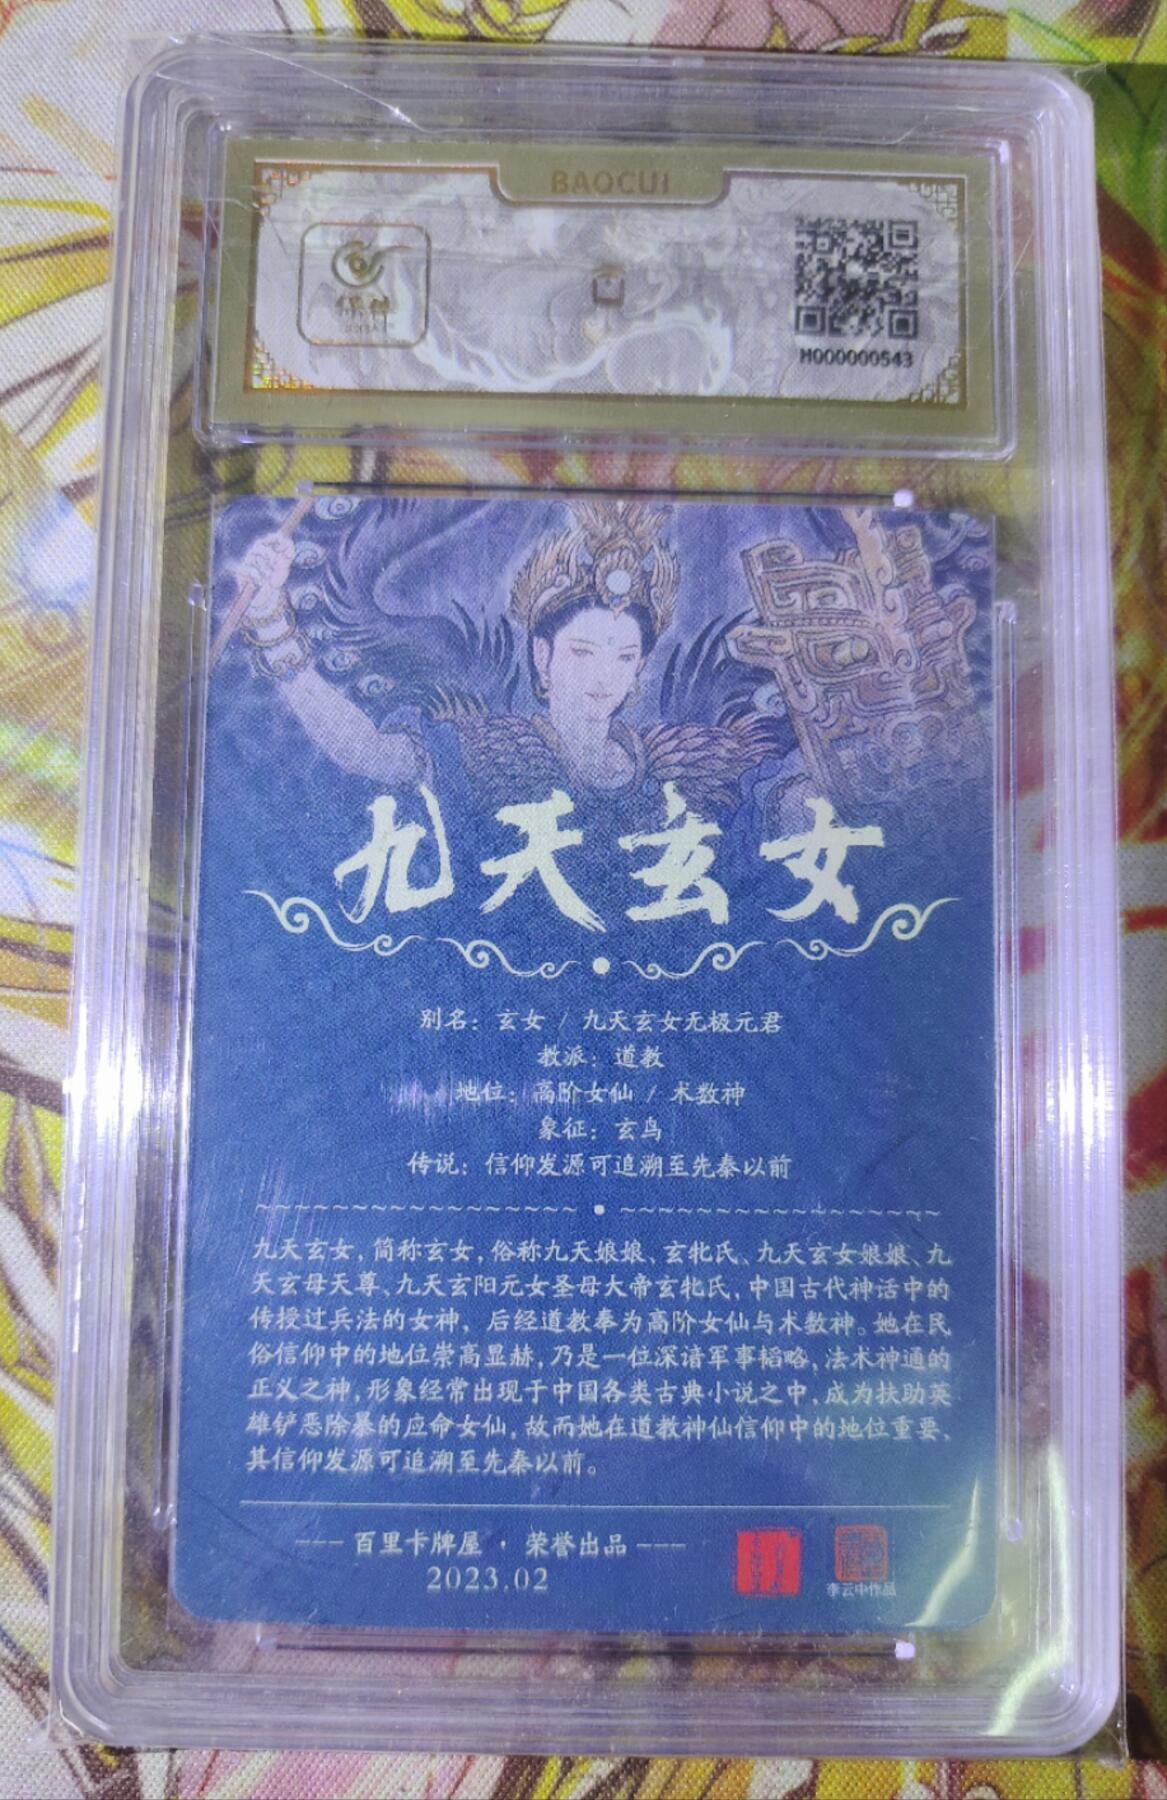 BAOCUI
M000000543
九天玄女
别名：玄女 / 九天玄女无极元君
教派：道教
地位：高阶女仙 / 术数神
象征：玄鸟
传说：信仰发源可追溯至先秦以前
九天玄女，简称玄女，俗称九天娘娘、玄牝氏、九天玄女娘娘、九
天玄母天尊、九天玄阳元女圣母大帝玄牝氏，中国古代神话中的
传授过兵法的女神，后经道教奉为高阶女仙与术数神。她在民
俗信仰中的地位崇高显赫，乃是一位深谙军事韬略，法术神通的
正义之神，形象经常出现于中国各类古典小说之中，成为扶助英
雄铲恶除暴的应命女仙，故而她在道教神仙信仰中的地位重要，
其信仰发源可追溯至先秦以前。
--- 百里卡牌屋 · 荣誉出品 ---
2023.02
李云中作品